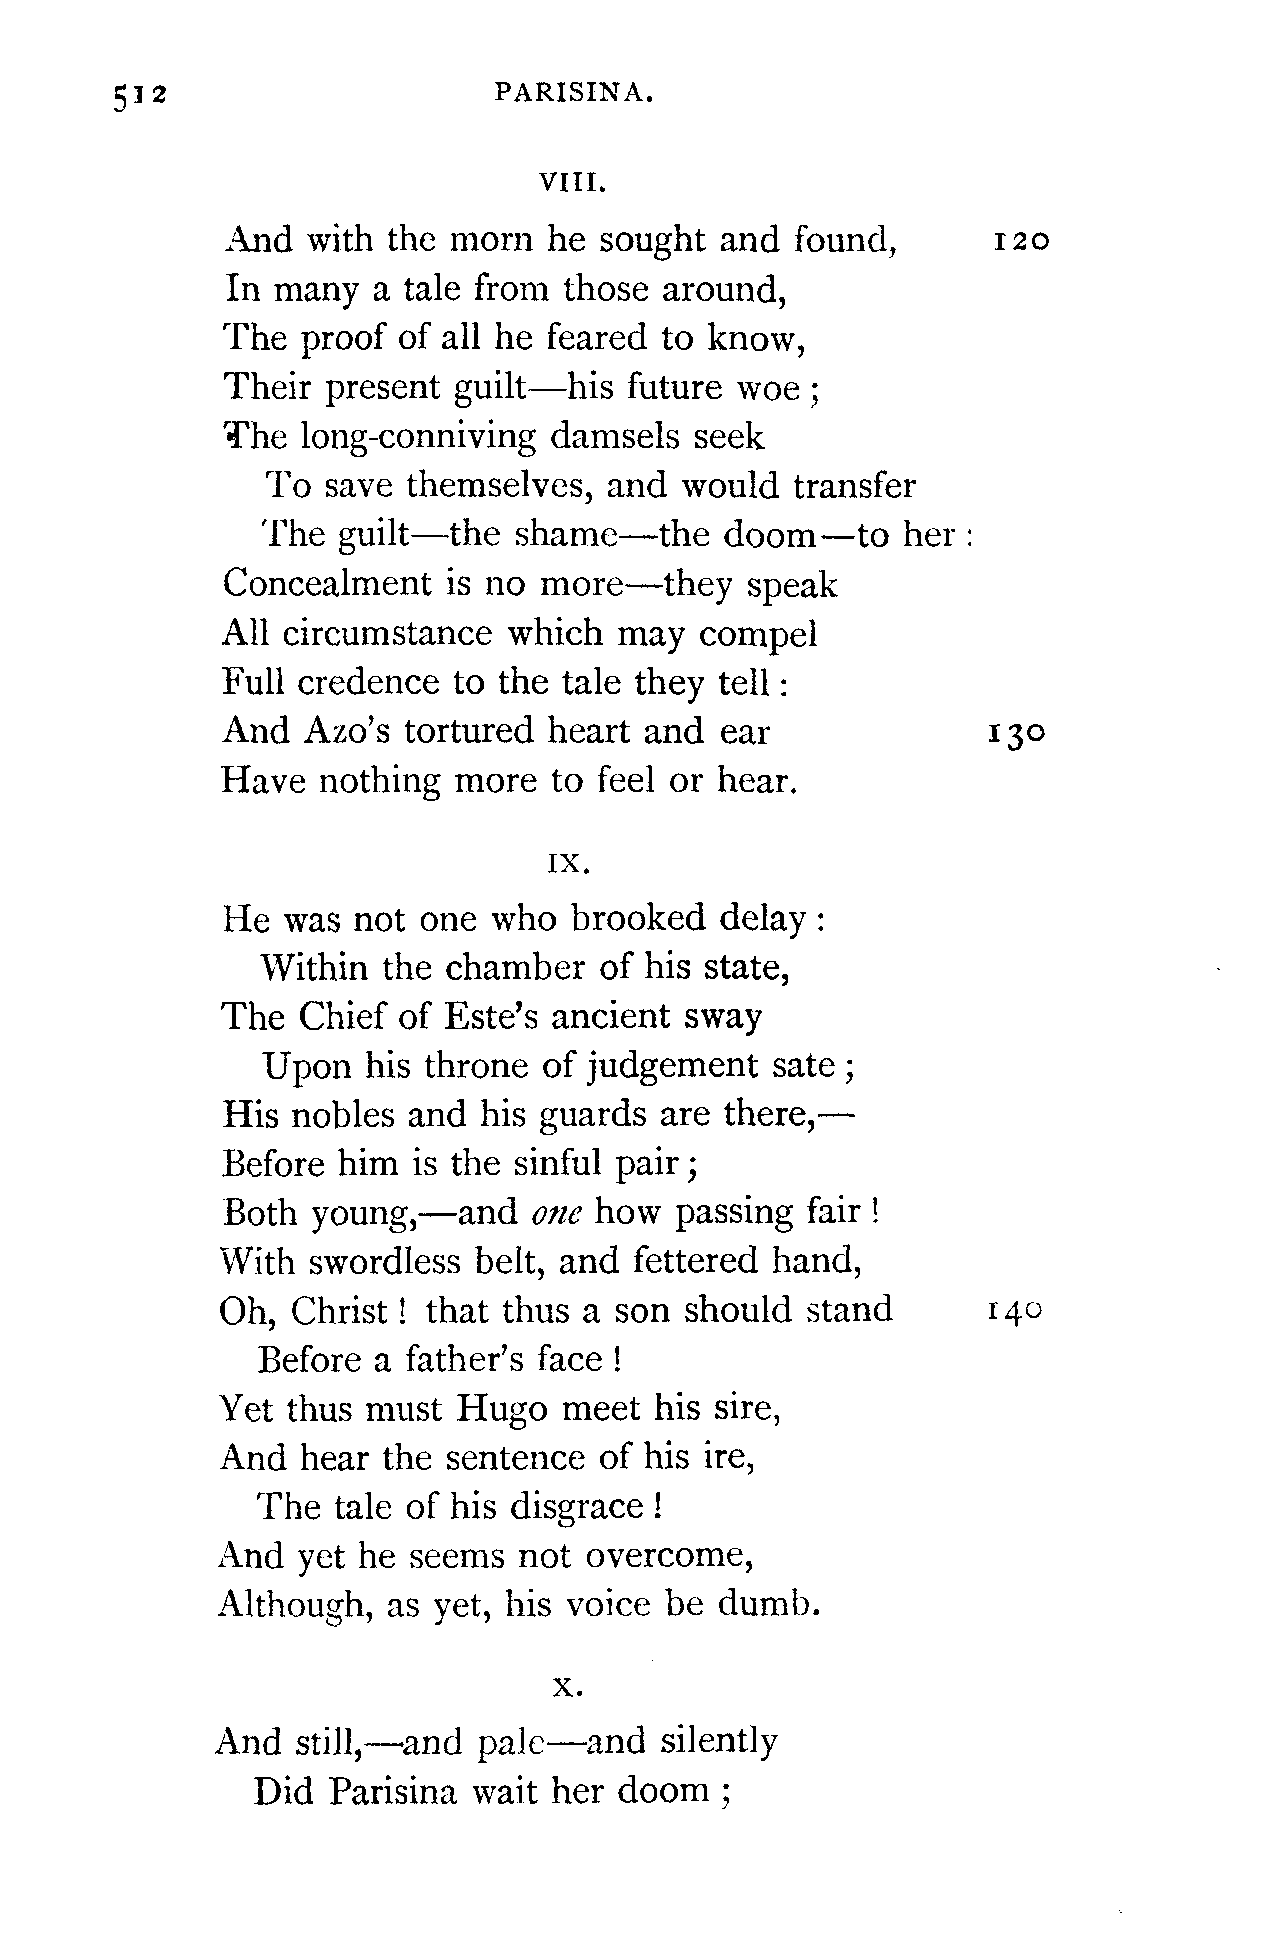 512 PARISINA.
VIII.
And with the morn he sought and found, 120
In many a tale from those around,
The proof of all he feared to know,
Their present guilt—his future woe ;
The long-conniving damsels seek
To save themselves, and would transfer
The guilt—the shame—the doom—to her :
Concealment is no more—they speak
All circumstance which may compel
Full credence to the tale they tell :
And Azo's tortured heart and ear 130
Have nothing more to feel or hear.
IX.
He was not one who brooked delay :
Within the chamber of his state,
The Chief of Este's ancient sway
Upon his throne of judgement sate ;
His nobles and his guards are there,—
Before him is the sinful pair ;
Both young,—and one how passing fair !
With swordless belt, and fettered hand,
Oh, Christ ! that thus a son should stand 140
Before a father's face !
Yet thus must Hugo meet his sire,
And hear the sentence of his ire,
The tale of his disgrace !
And yet he seems not overcome,
Although, as yet, his voice be dumb.
X.
And still,—and pale—and silently
Did Parisina wait her doom ;